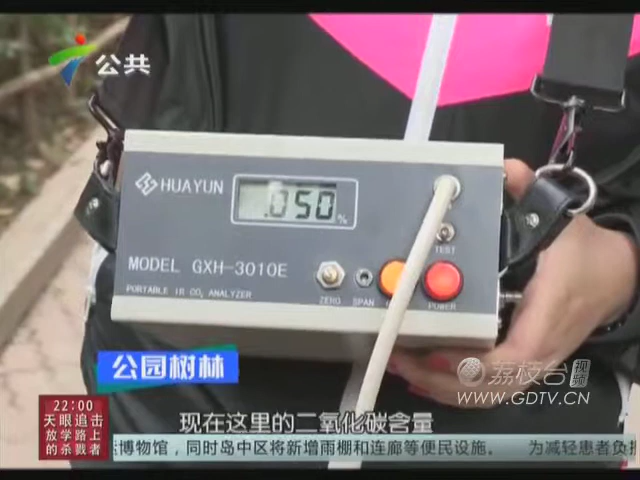 公共
HUAYUN
.050 %
MODEL GXH-3010E
PORTABLE IR CO₂ ANALYZER
ZERO
SPAN
TEST
POWER
公园树林
荔枝台 视频
www.GDTV.CN
现在这里的二氧化碳含量
22:00
天眼追击
放学路上
的杀戮者
博物馆，同时岛中区将新增雨棚和连廊等便民设施。 为减轻患者负